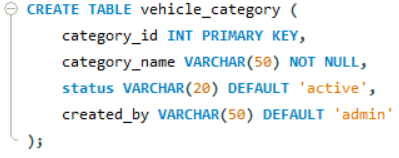 CREATE TABLE vehicle_category (
    category_id INT PRIMARY KEY,
    category_name VARCHAR(50) NOT NULL,
    status VARCHAR(20) DEFAULT 'active',
    created_by VARCHAR(50) DEFAULT 'admin'
);